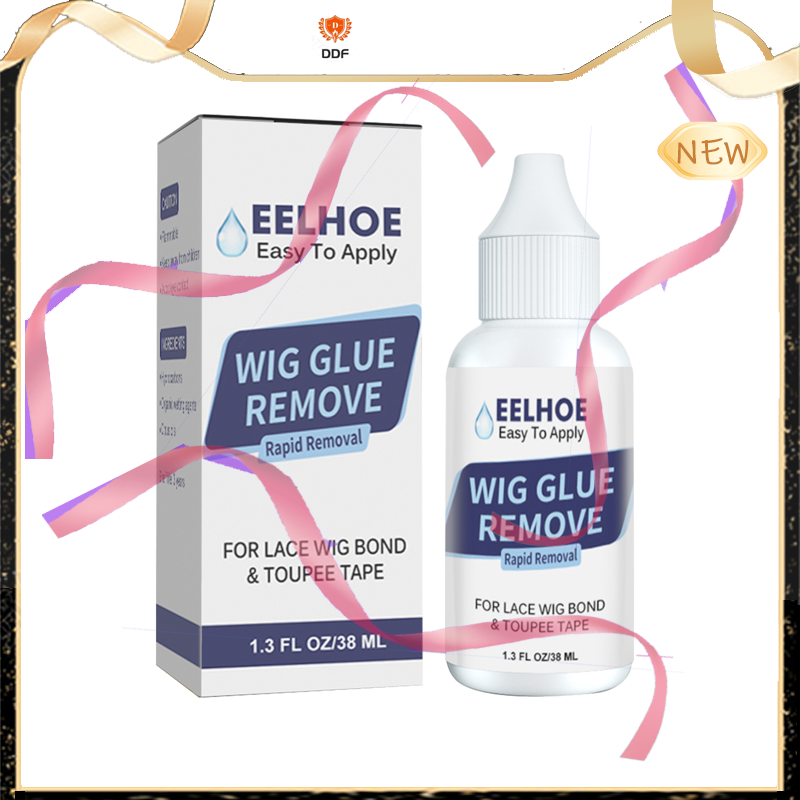 DDF
NEW
CAUTION
EELHOE
Easy To Apply
INGREDIENTS
WIG GLUE
REMOVE
Rapid Removal
FOR LACE WIG BOND
& TOUPEE TAPE
1.3 FL OZ/38 ML
EELHOE
Easy To Apply
WIG GLUE
REMOVE
Rapid Removal
FOR LACE WIG BOND
& TOUPEE TAPE
1.3 FL OZ/38 ML